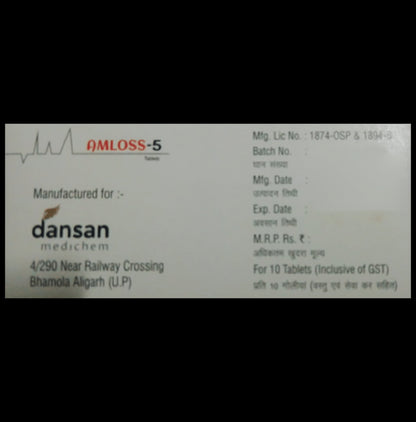 AMLOSS-5
Tablets
Manufactured for :-
dansan
medichem
4/290 Near Railway Crossing
Bhamola Aligarh (U.P)
Mfg. Lic No. : 1874-OSP & 1894-
Batch No. :
घान संख्या
Mfg. Date :
उत्पादन तिथी
Exp. Date :
अवसान तिथी
M.R.P. Rs. ₹ :
अधिकतम खुदरा मूल्य
For 10 Tablets (Inclusive of GST)
प्रति 10 गोलीयां (वस्तु एवं सेवा कर सहित)